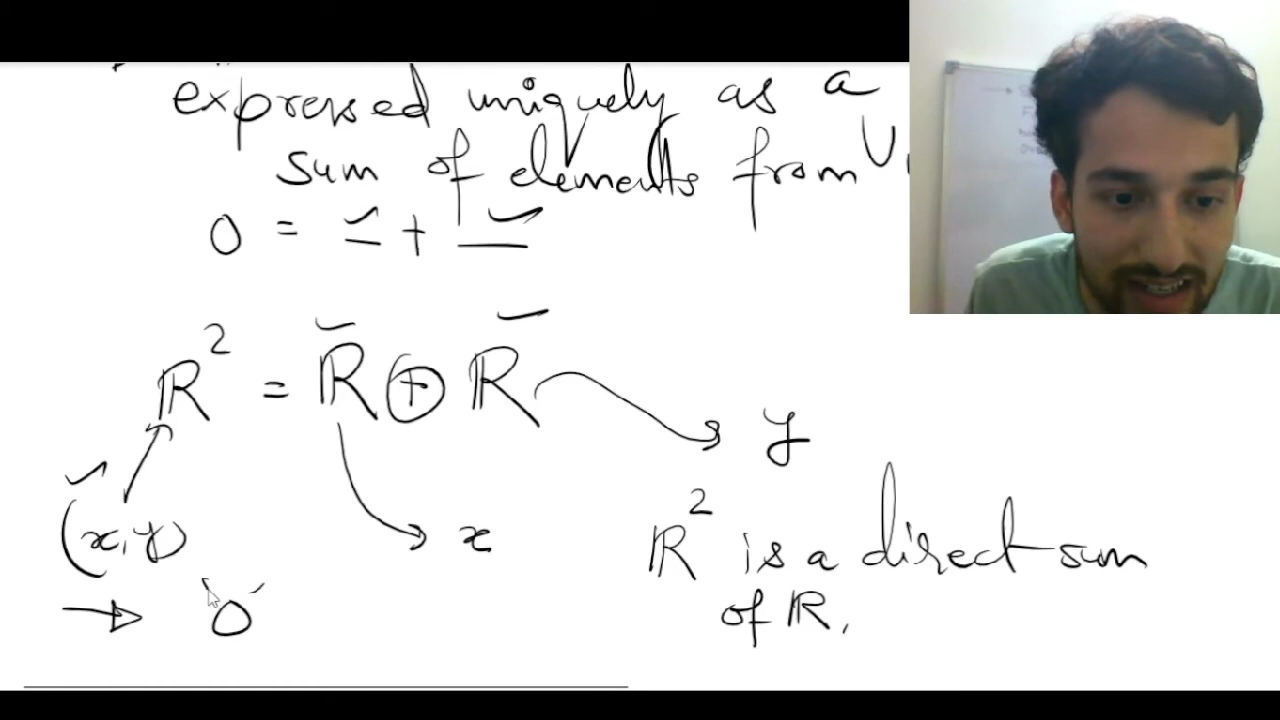 expressed uniquely as a
sum of elements from U
0 = _ + _
R² = R ⊕ R
y
(x,y)
x
R² is a direct sum
of R,
0